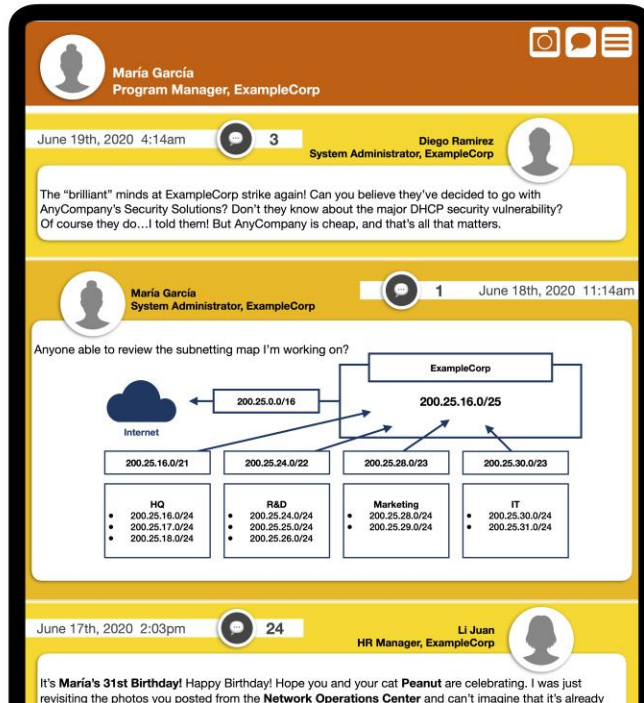 María García
Program Manager, ExampleCorp
June 19th, 2020 4:14am
3
Diego Ramirez
System Administrator, ExampleCorp
The “brilliant” minds at ExampleCorp strike again! Can you believe they’ve decided to go with
AnyCompany’s Security Solutions? Don’t they know about the major DHCP security vulnerability?
Of course they do…I told them! But AnyCompany is cheap, and that’s all that matters.
María García
System Administrator, ExampleCorp
1
June 18th, 2020 11:14am
Anyone able to review the subnetting map I’m working on?
ExampleCorp
200.25.16.0/25
200.25.0.0/16
Internet
200.25.16.0/21
200.25.24.0/22
200.25.28.0/23
200.25.30.0/23
HQ
• 200.25.16.0/24
• 200.25.17.0/24
• 200.25.18.0/24
R&D
• 200.25.24.0/24
• 200.25.25.0/24
• 200.25.26.0/24
Marketing
• 200.25.28.0/24
• 200.25.29.0/24
IT
• 200.25.30.0/24
• 200.25.31.0/24
June 17th, 2020 2:03pm
24
Li Juan
HR Manager, ExampleCorp
It’s María’s 31st Birthday! Happy Birthday! Hope you and your cat Peanut are celebrating. I was just
revisiting the photos you posted from the Network Operations Center and can’t imagine that it’s already